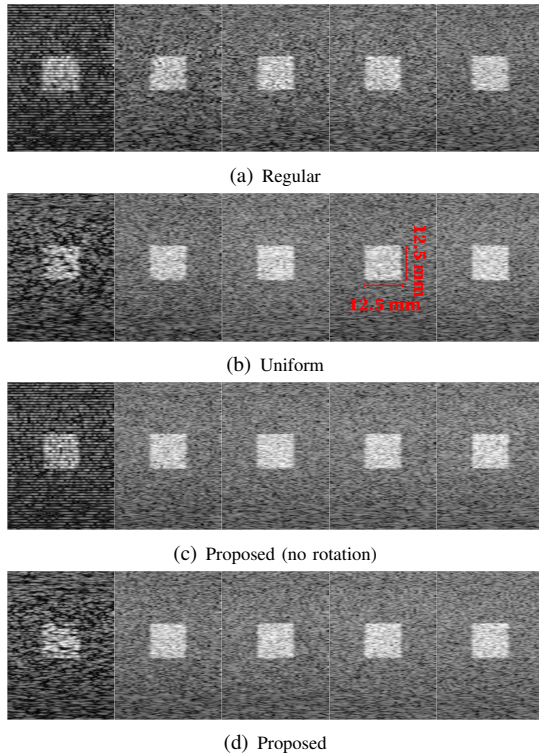 (a) Regular
12.5 mm
12.5 mm
(b) Uniform
(c) Proposed (no rotation)
(d) Proposed